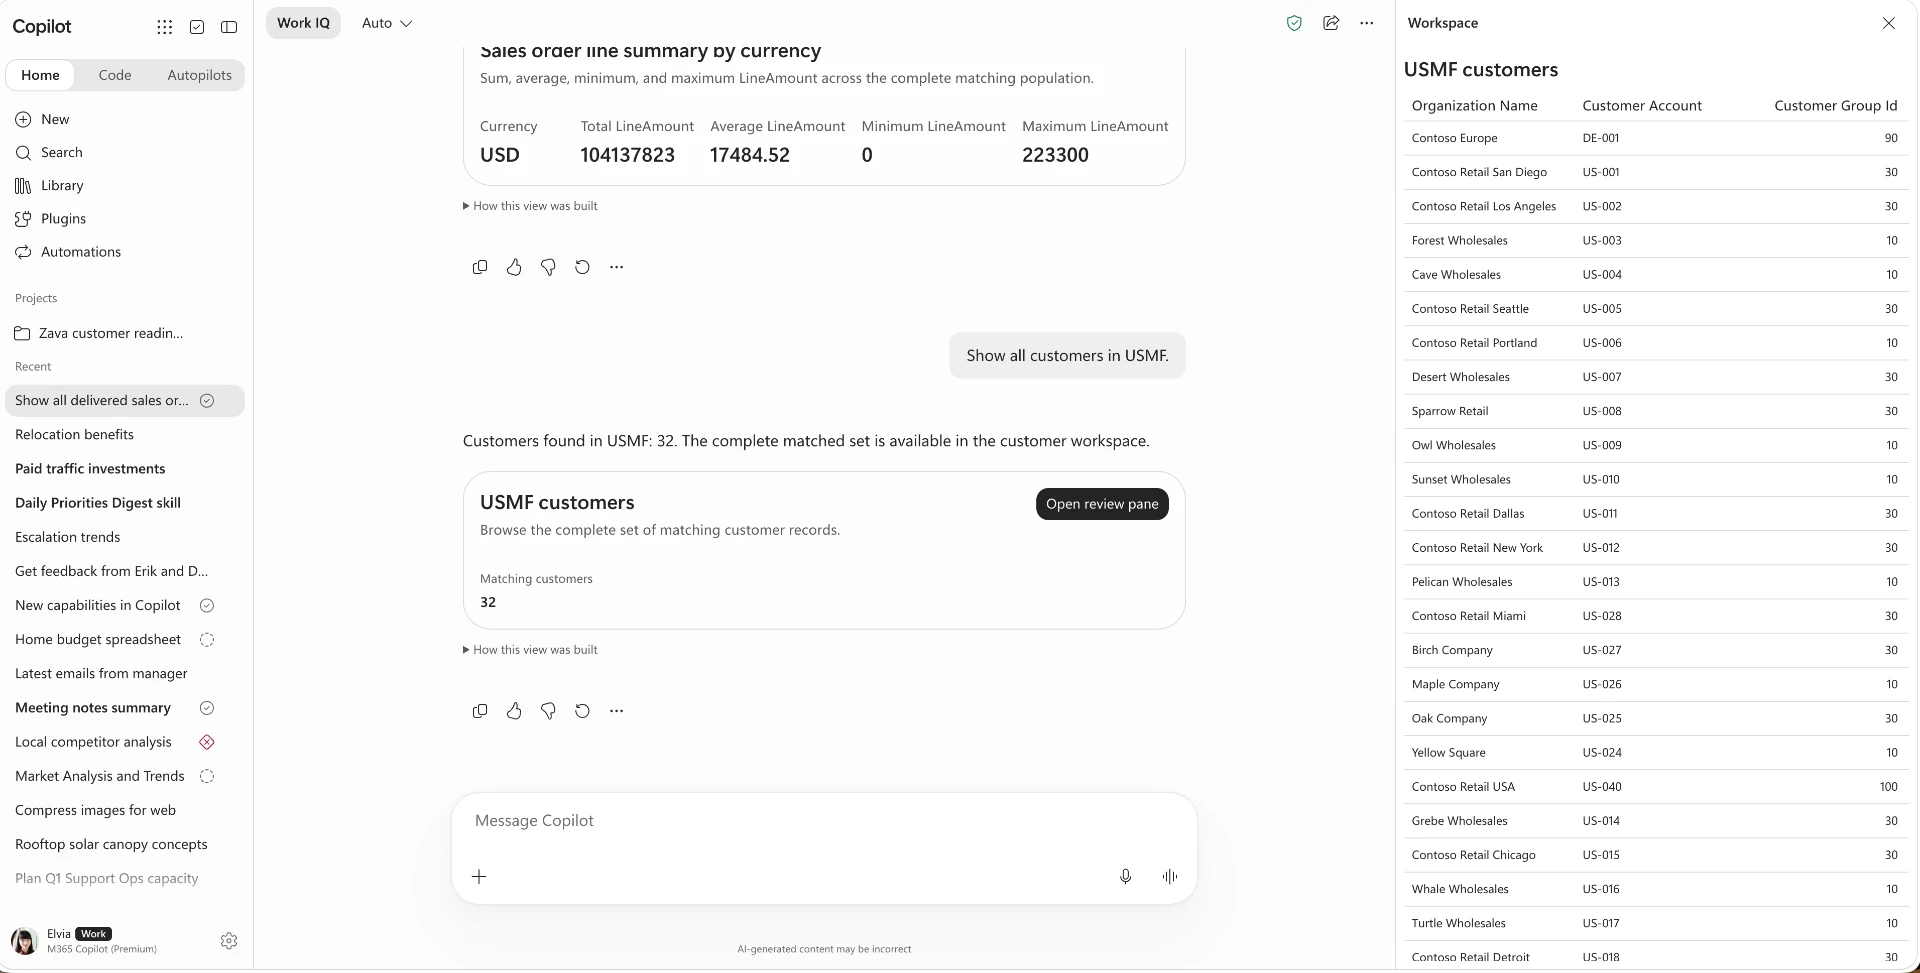 Copilot
Home Code Autopilots
New
Search
Library
Plugins
Automations
Projects
Zava customer readin...
Recent
Show all delivered sales or...
Relocation benefits
Paid traffic investments
Daily Priorities Digest skill
Escalation trends
Get feedback from Erik and D...
New capabilities in Copilot
Home budget spreadsheet
Latest emails from manager
Meeting notes summary
Local competitor analysis
Market Analysis and Trends
Compress images for web
Rooftop solar canopy concepts
Plan Q1 Support Ops capacity
Elvia Work
M365 Copilot (Premium)
Work IQ Auto
Sales order line summary by currency
Sum, average, minimum, and maximum LineAmount across the complete matching population.
Currency Total LineAmount Average LineAmount Minimum LineAmount Maximum LineAmount
USD 104137823 17484.52 0 223300
How this view was built
Show all customers in USMF.
Customers found in USMF: 32. The complete matched set is available in the customer workspace.
USMF customers
Open review pane
Browse the complete set of matching customer records.
Matching customers
32
How this view was built
Message Copilot
AI-generated content may be incorrect
Workspace
USMF customers
Organization Name Customer Account Customer Group Id
Contoso Europe DE-001 90
Contoso Retail San Diego US-001 30
Contoso Retail Los Angeles US-002 30
Forest Wholesales US-003 10
Cave Wholesales US-004 10
Contoso Retail Seattle US-005 30
Contoso Retail Portland US-006 10
Desert Wholesales US-007 30
Sparrow Retail US-008 30
Owl Wholesales US-009 10
Sunset Wholesales US-010 10
Contoso Retail Dallas US-011 30
Contoso Retail New York US-012 30
Pelican Wholesales US-013 10
Contoso Retail Miami US-028 30
Birch Company US-027 30
Maple Company US-026 10
Oak Company US-025 30
Yellow Square US-024 10
Contoso Retail USA US-040 100
Grebe Wholesales US-014 30
Contoso Retail Chicago US-015 30
Whale Wholesales US-016 10
Turtle Wholesales US-017 10
Contoso Retail Detroit US-018 30